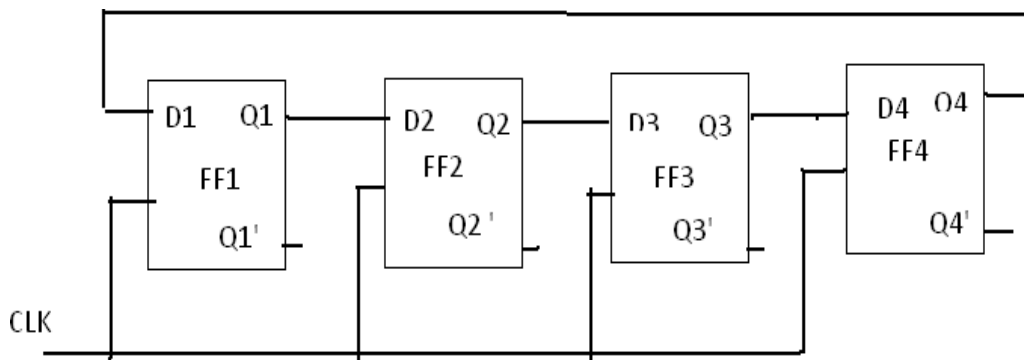 D1 Q1
FF1
Q1'
D2 Q2
FF2
Q2'
D3 Q3
FF3
Q3'
D4 Q4
FF4
Q4'
CLK